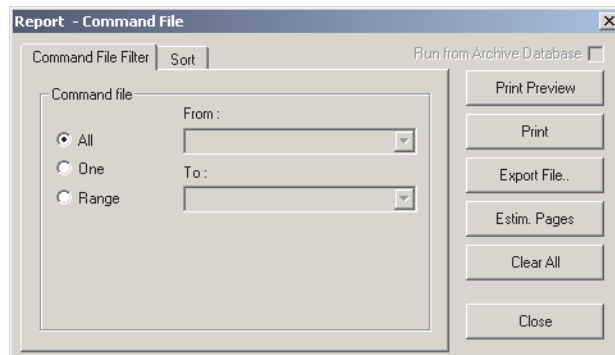 Report - Command File
Command File Filter
Sort
Run from Archive Database
Command file
From :
All
One
To :
Range
Print Preview
Print
Export File..
Estim. Pages
Clear All
Close